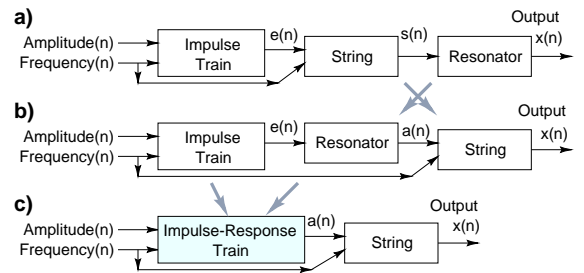 a)
Output
Amplitude(n)
Frequency(n)
Impulse
Train
e(n)
String
s(n)
Resonator
x(n)
b)
Output
Amplitude(n)
Frequency(n)
Impulse
Train
e(n)
Resonator
a(n)
String
x(n)
c)
Output
Amplitude(n)
Frequency(n)
Impulse-Response
Train
a(n)
String
x(n)